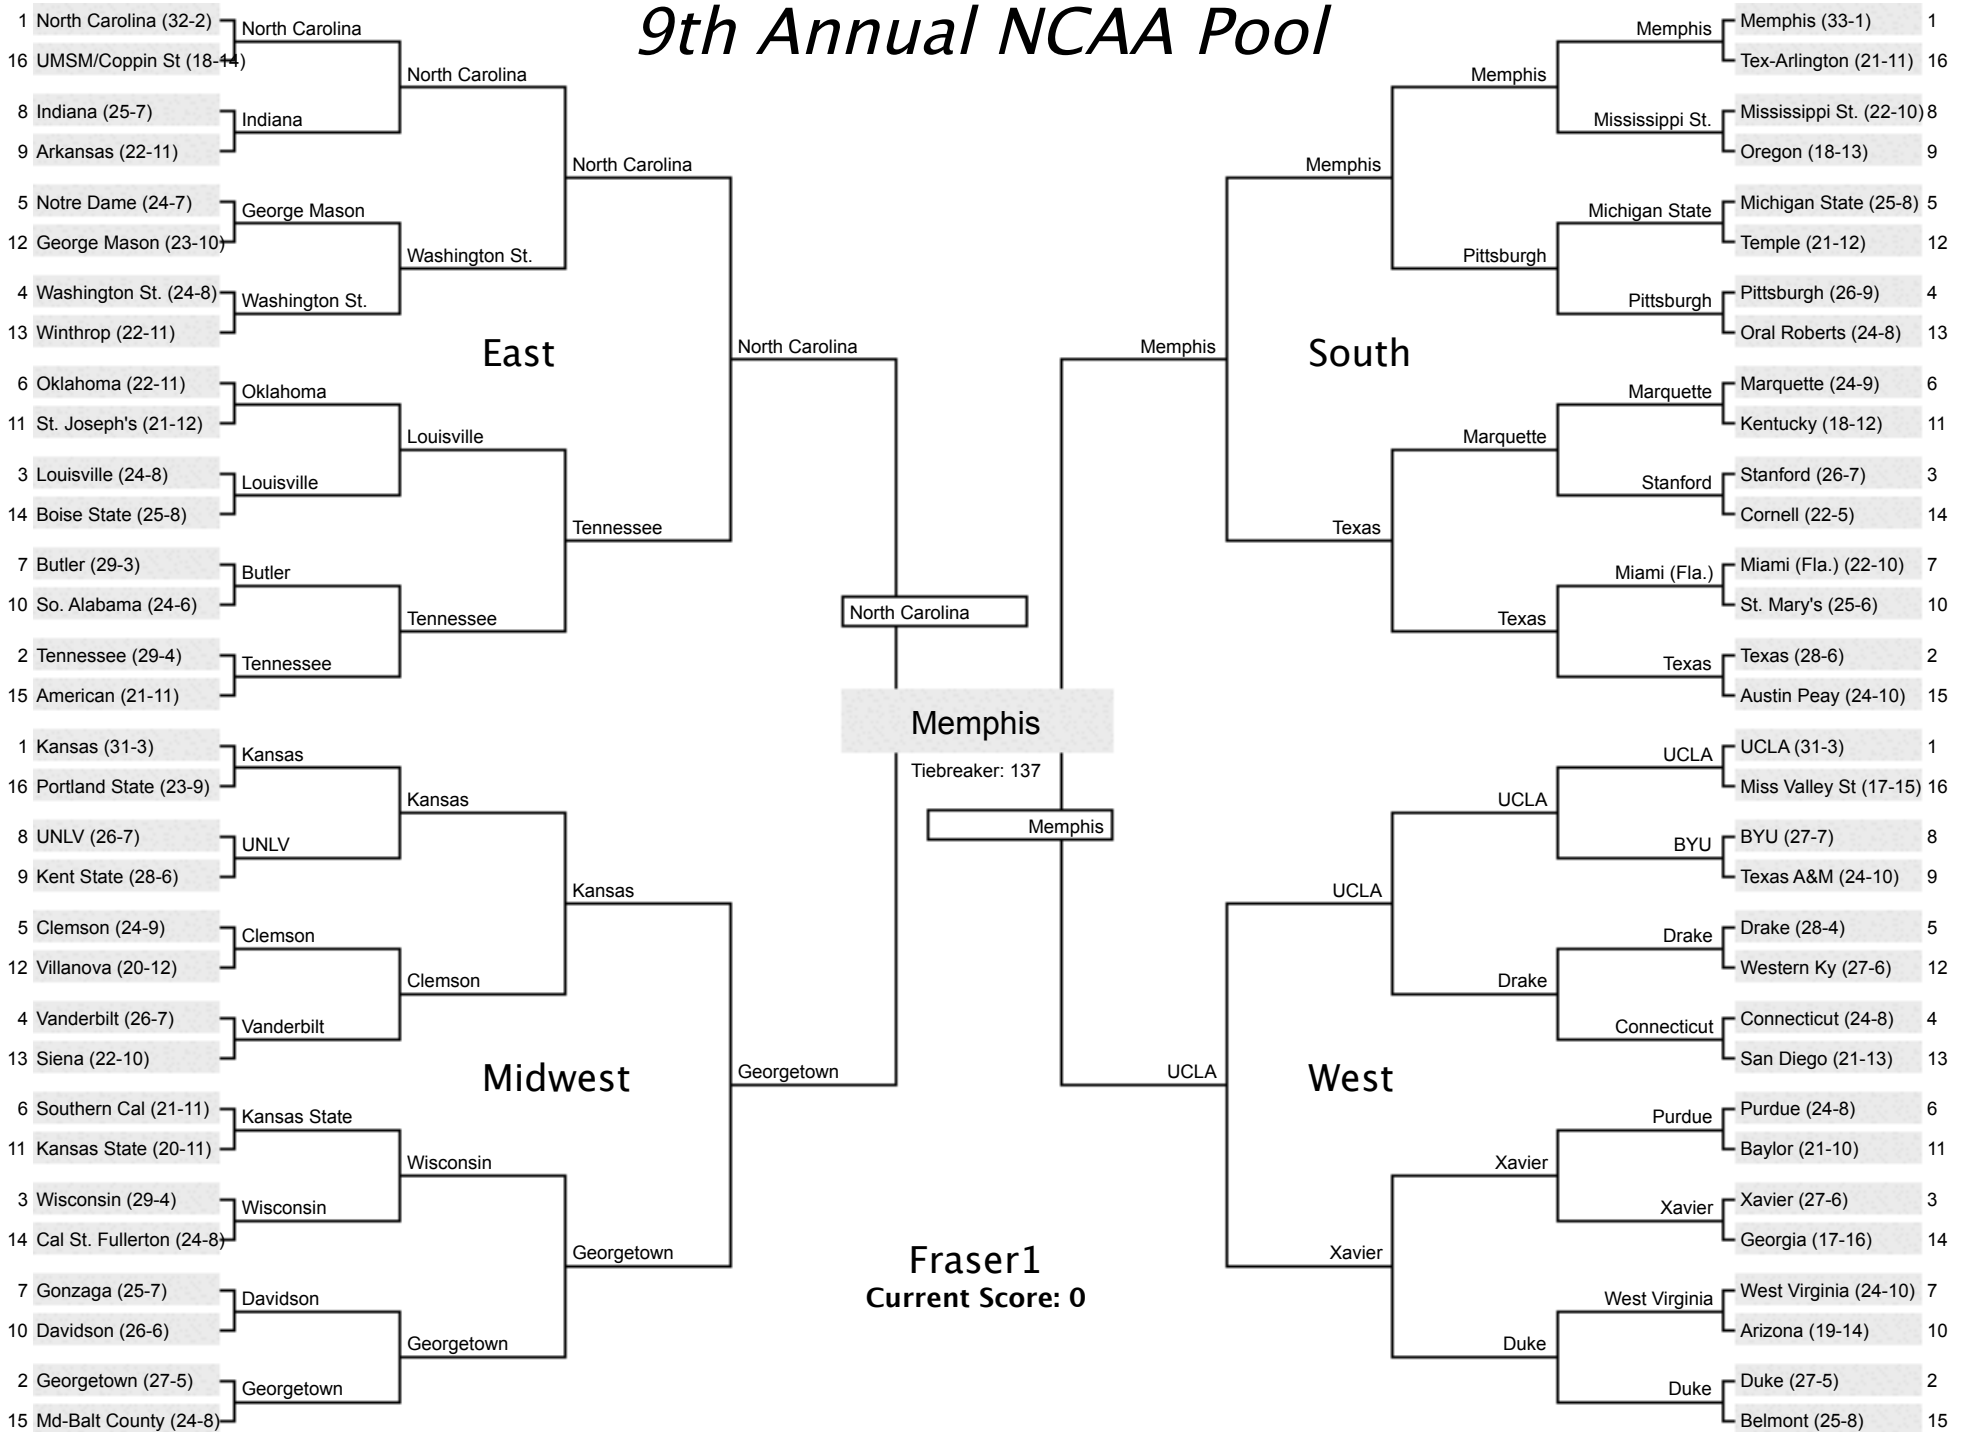 9th Annual NCAA Pool
1 North Carolina (32-2)
16 UMSM/Coppin St (18-14)
8 Indiana (25-7)
9 Arkansas (22-11)
5 Notre Dame (24-7)
12 George Mason (23-10)
4 Washington St. (24-8)
13 Winthrop (22-11)
6 Oklahoma (22-11)
11 St. Joseph's (21-12)
3 Louisville (24-8)
14 Boise State (25-8)
7 Butler (29-3)
10 So. Alabama (24-6)
2 Tennessee (29-4)
15 American (21-11)
North Carolina
Indiana
George Mason
Washington St.
Oklahoma
Louisville
Butler
Tennessee
North Carolina
Washington St.
Louisville
Tennessee
North Carolina
Tennessee
North Carolina
East
1 Kansas (31-3)
16 Portland State (23-9)
8 UNLV (26-7)
9 Kent State (28-6)
5 Clemson (24-9)
12 Villanova (20-12)
4 Vanderbilt (26-7)
13 Siena (22-10)
6 Southern Cal (21-11)
11 Kansas State (20-11)
3 Wisconsin (29-4)
14 Cal St. Fullerton (24-8)
7 Gonzaga (25-7)
10 Davidson (26-6)
2 Georgetown (27-5)
15 Md-Balt County (24-8)
Kansas
UNLV
Clemson
Vanderbilt
Kansas State
Wisconsin
Davidson
Georgetown
Kansas
Clemson
Wisconsin
Georgetown
Kansas
Georgetown
Georgetown
Midwest
North Carolina
Memphis
Tiebreaker: 137
Memphis
Fraser1
Current Score: 0
Memphis (33-1) 1
Tex-Arlington (21-11) 16
Mississippi St. (22-10) 8
Oregon (18-13) 9
Michigan State (25-8) 5
Temple (21-12) 12
Pittsburgh (26-9) 4
Oral Roberts (24-8) 13
Marquette (24-9) 6
Kentucky (18-12) 11
Stanford (26-7) 3
Cornell (22-5) 14
Miami (Fla.) (22-10) 7
St. Mary's (25-6) 10
Texas (28-6) 2
Austin Peay (24-10) 15
Memphis
Mississippi St.
Michigan State
Pittsburgh
Marquette
Stanford
Miami (Fla.)
Texas
Memphis
Pittsburgh
Marquette
Texas
Memphis
Texas
Memphis
South
UCLA (31-3) 1
Miss Valley St (17-15) 16
BYU (27-7) 8
Texas A&M (24-10) 9
Drake (28-4) 5
Western Ky (27-6) 12
Connecticut (24-8) 4
San Diego (21-13) 13
Purdue (24-8) 6
Baylor (21-10) 11
Xavier (27-6) 3
Georgia (17-16) 14
West Virginia (24-10) 7
Arizona (19-14) 10
Duke (27-5) 2
Belmont (25-8) 15
UCLA
BYU
Drake
Connecticut
Purdue
Xavier
West Virginia
Duke
UCLA
Drake
Xavier
Duke
UCLA
Xavier
UCLA
West